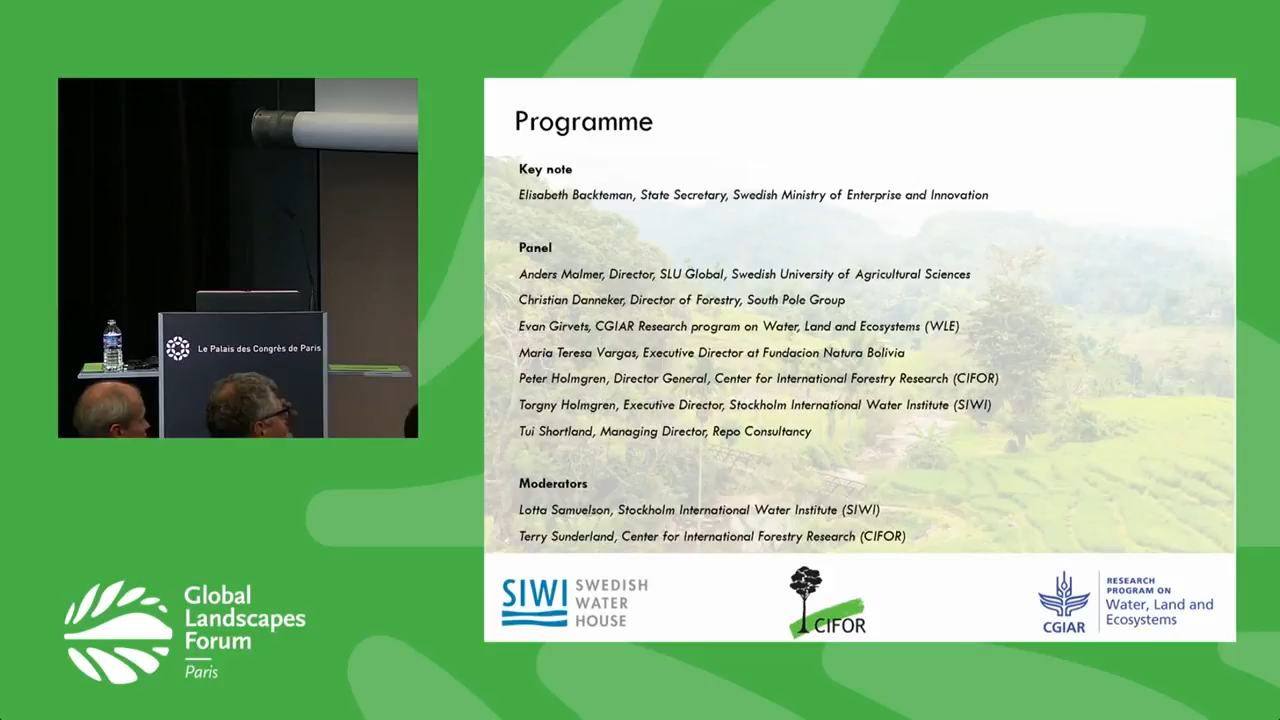 Programme
Key note
Elisabeth Backteman, State Secretary, Swedish Ministry of Enterprise and Innovation
Panel
Anders Malmer, Director, SLU Global, Swedish University of Agricultural Sciences
Christian Danneker, Director of Forestry, South Pole Group
Evan Girvets, CGIAR Research program on Water, Land and Ecosystems (WLE)
Maria Teresa Vargas, Executive Director at Fundacion Natura Bolivia
Peter Holmgren, Director General, Center for International Forestry Research (CIFOR)
Torgny Holmgren, Executive Director, Stockholm International Water Institute (SIWI)
Tui Shortland, Managing Director, Repo Consultancy
Moderators
Lotta Samuelson, Stockholm International Water Institute (SIWI)
Terry Sunderland, Center for International Forestry Research (CIFOR)
SIWI
SWEDISH
WATER
HOUSE
CIFOR
CGIAR
RESEARCH
PROGRAM ON
Water, Land and
Ecosystems
Le Palais des Congrès de Paris
Global
Landscapes
Forum
Paris